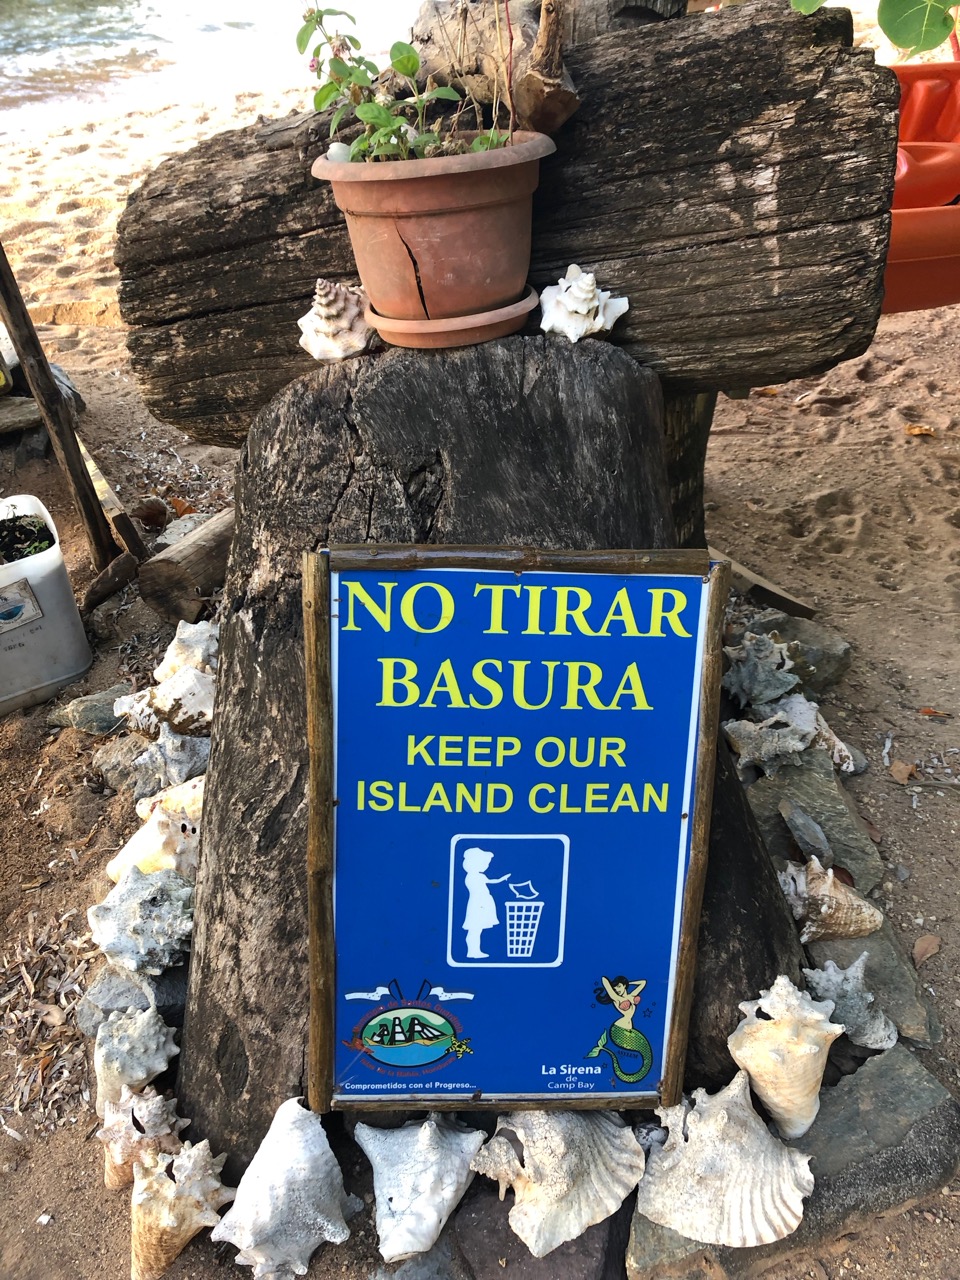 NO TIRAR
BASURA
KEEP OUR
ISLAND CLEAN
Comprometidos con el Progreso...
La Sirena
de
Camp Bay